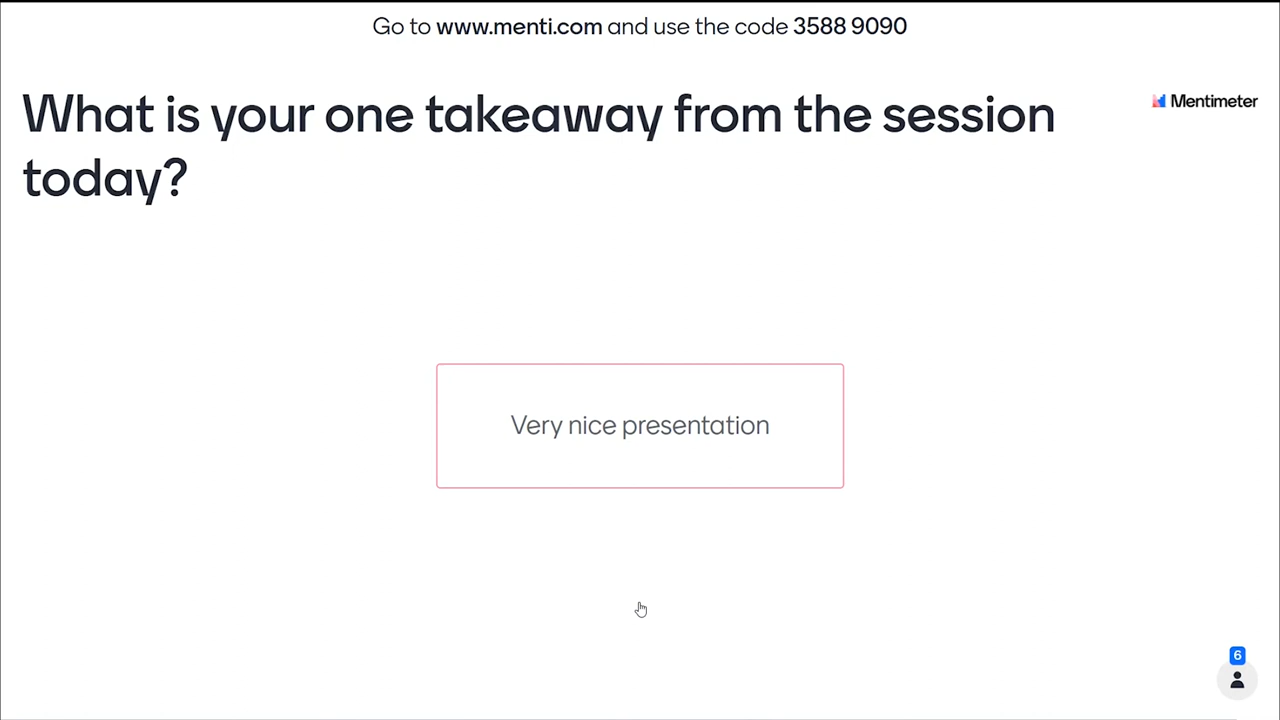 Go to www.menti.com and use the code 3588 9090
What is your one takeaway from the session
today?
Mentimeter
Very nice presentation
6